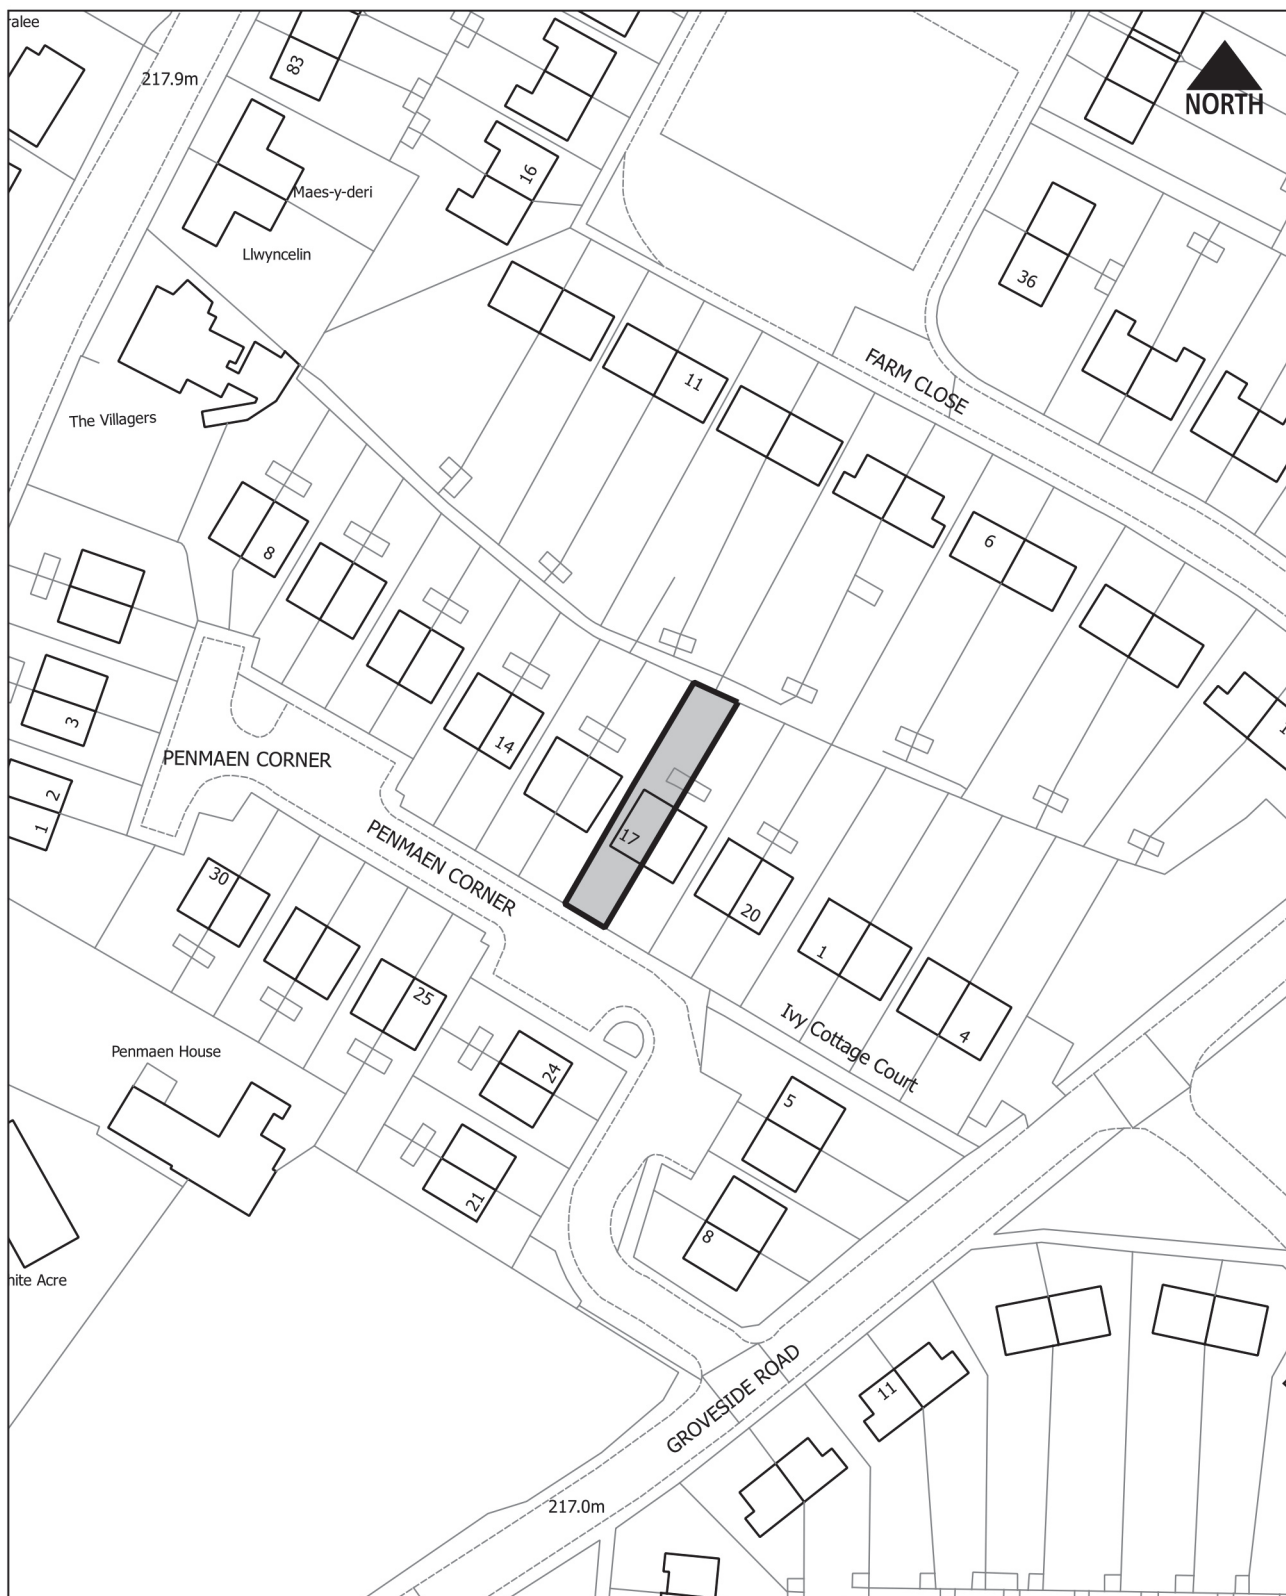 ralee
217.9m
83
NORTH
Maes-y-deri
16
Llwyncelin
36
11
FARM CLOSE
The Villagers
8
6
3
14
PENMAEN CORNER
2
1
17
PENMAEN CORNER
30
20
1
25
Ivy Cottage Court
4
Penmaen House
24
5
21
8
hite Acre
11
GROVESIDE ROAD
217.0m